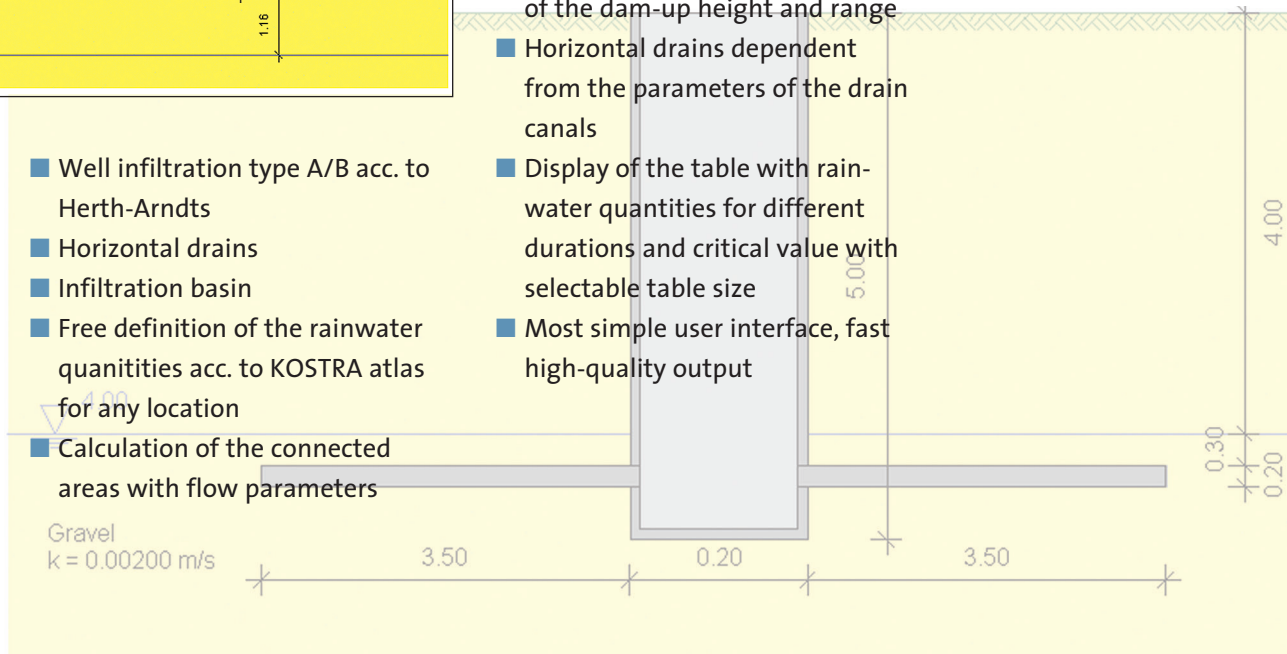 1.16
■ Well infiltration type A/B acc. to
Herth-Arndts
■ Horizontal drains
■ Infiltration basin
■ Free definition of the rainwater
quanitities acc. to KOSTRA atlas
for any location
■ Calculation of the connected
areas with flow parameters
of the dam-up height and range
■ Horizontal drains dependent
from the parameters of the drain
canals
■ Display of the table with rain-
water quantities for different
durations and critical value with
selectable table size
■ Most simple user interface, fast
high-quality output
4.00
5.00
4.00
0.30
0.20
Gravel
k = 0.00200 m/s
3.50
0.20
3.50